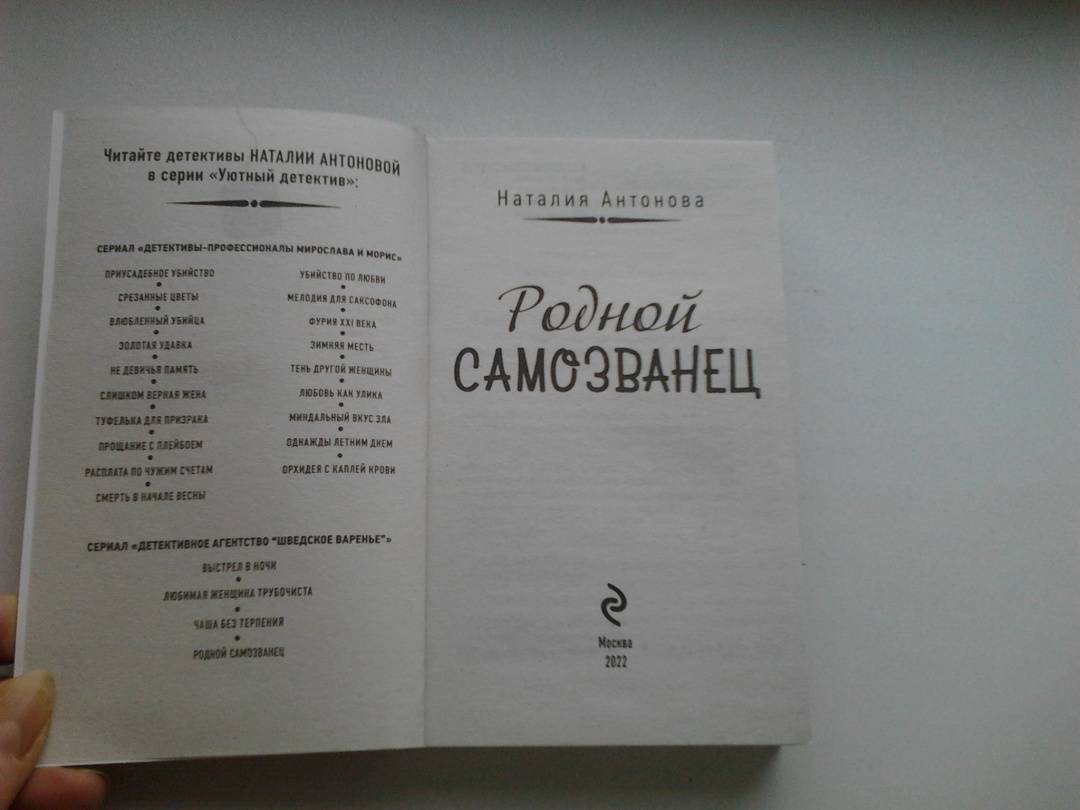 Читайте детективы НАТАЛИИ АНТОНОВОЙ
в серии «Уютный детектив»:
СЕРИАЛ «ДЕТЕКТИВЫ-ПРОФЕССИОНАЛЫ МИРОСЛАВА И МОРИС»
ПРИУСАДЕБНОЕ УБИЙСТВО
СРЕЗАННЫЕ ЦВЕТЫ
ВЛЮБЛЕННЫЙ УБИЙЦА
ЗОЛОТАЯ УДАВКА
НЕ ДЕВИЧЬЯ ПАМЯТЬ
СЛИШКОМ ВЕРНАЯ ЖЕНА
ТУФЕЛЬКА ДЛЯ ПРИЗРАКА
ПРОЩАНИЕ С ПЛЕЙБОЕМ
РАСПЛАТА ПО ЧУЖИМ СЧЕТАМ
СМЕРТЬ В НАЧАЛЕ ВЕСНЫ
УБИЙСТВО ПО ЛЮБВИ
МЕЛОДИЯ ДЛЯ САКСОФОНА
ФУРИЯ XXI ВЕКА
ЗИМНЯЯ МЕСТЬ
ТЕНЬ ДРУГОЙ ЖЕНЩИНЫ
ЛЮБОВЬ КАК УЛИКА
МИНДАЛЬНЫЙ ВКУС ЗЛА
ОДНАЖДЫ ЛЕТНИМ ДНЕМ
ОРХИДЕЯ С КАПЛЕЙ КРОВИ
СЕРИАЛ «ДЕТЕКТИВНОЕ АГЕНТСТВО "ШВЕДСКОЕ ВАРЕНЬЕ"»
ВЫСТРЕЛ В НОЧИ
ЛЮБИМАЯ ЖЕНЩИНА ТРУБОЧИСТА
ЧАША БЕЗ ТЕРПЕНИЯ
РОДНОЙ САМОЗВАНЕЦ
Наталия Антонова
Родной
САМОЗВАНЕЦ
Москва
2022